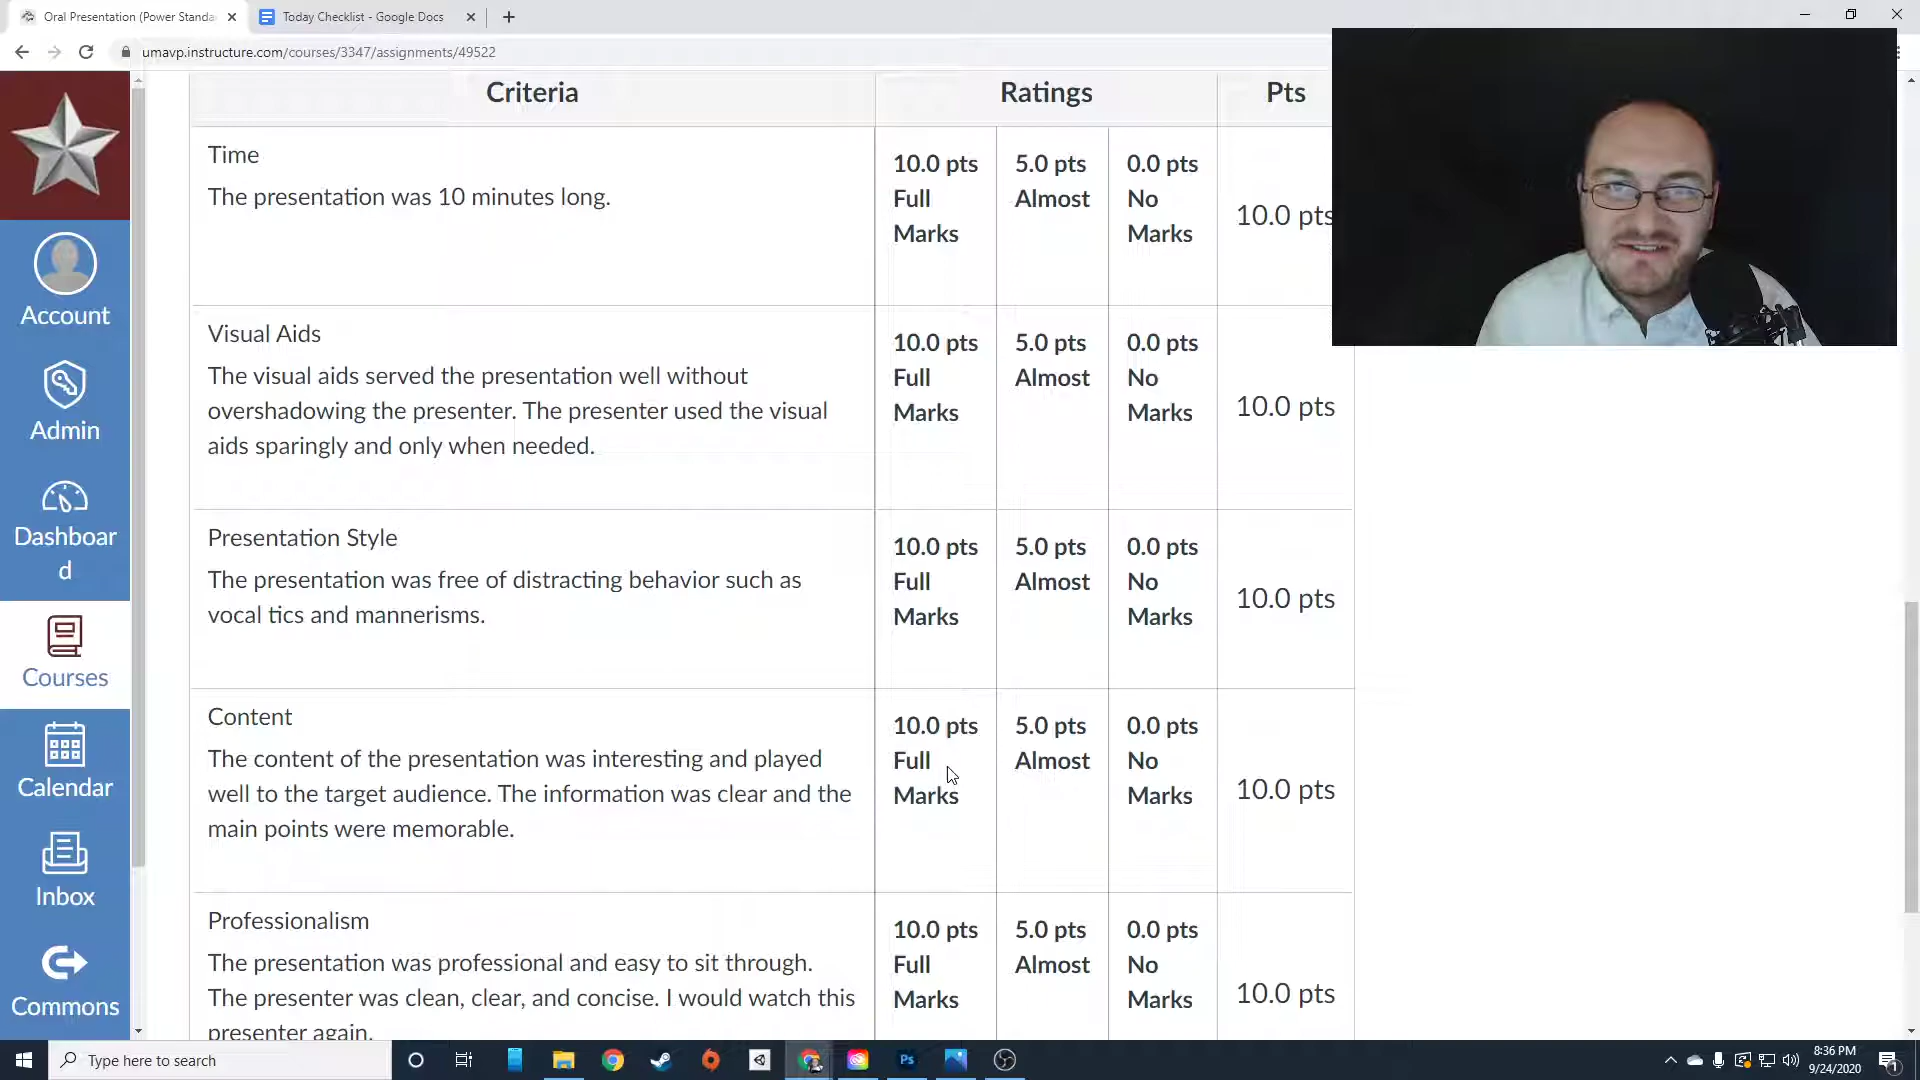 Oral Presentation (Power Standa
Today Checklist - Google Docs
umavp.instructure.com/courses/3347/assignments/49522
Criteria
Ratings
Pts
Time
The presentation was 10 minutes long.
10.0 pts
Full
Marks
5.0 pts
Almost
0.0 pts
No
Marks
10.0 pts
Visual Aids
The visual aids served the presentation well without
overshadowing the presenter. The presenter used the visual
aids sparingly and only when needed.
10.0 pts
Full
Marks
5.0 pts
Almost
0.0 pts
No
Marks
10.0 pts
Presentation Style
The presentation was free of distracting behavior such as
vocal tics and mannerisms.
10.0 pts
Full
Marks
5.0 pts
Almost
0.0 pts
No
Marks
10.0 pts
Content
The content of the presentation was interesting and played
well to the target audience. The information was clear and the
main points were memorable.
10.0 pts
Full
Marks
5.0 pts
Almost
0.0 pts
No
Marks
10.0 pts
Professionalism
The presentation was professional and easy to sit through.
The presenter was clean, clear, and concise. I would watch this
presenter again.
10.0 pts
Full
Marks
5.0 pts
Almost
0.0 pts
No
Marks
10.0 pts
Account
Admin
Dashboar
d
Courses
Calendar
Inbox
Commons
Type here to search
Ps
8:36 PM
9/24/2020
1